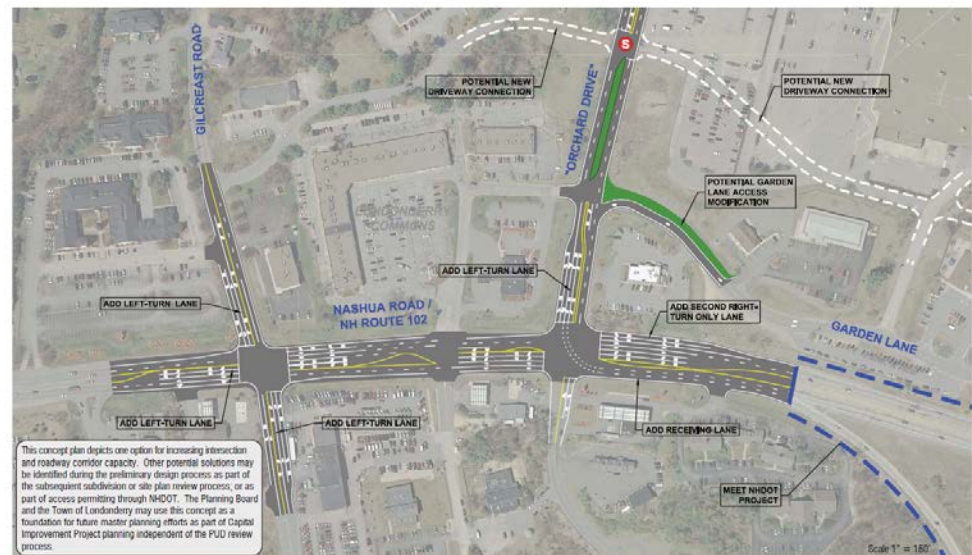 GILCREAST ROAD
POTENTIAL NEW
DRIVEWAY CONNECTION
"ORCHARD DRIVE"
S
POTENTIAL NEW
DRIVEWAY CONNECTION
POTENTIAL GARDEN
LANE ACCESS
MODIFICATION
LONDONDERRY
COMMONS
ADD LEFT-TURN LANE
ADD LEFT-TURN LANE
NASHUA ROAD /
NH ROUTE 102
ADD SECOND RIGHT-
TURN ONLY LANE
GARDEN LANE
ADD LEFT-TURN LANE
ADD LEFT-TURN LANE
ADD RECEIVING LANE
MEET NHDOT
PROJECT
This concept plan depicts one option for increasing intersection
and roadway corridor capacity. Other potential solutions may
be identified during the preliminary design process as part of
the subsequent subdivision or site plan review process, or as
part of access permitting through NHDOT. The Planning Board
and the Town of Londonderry may use this concept as a
foundation for future master planning efforts as part of Capital
Improvement Project planning independent of the PUD review
process.
Scale 1" = 150'